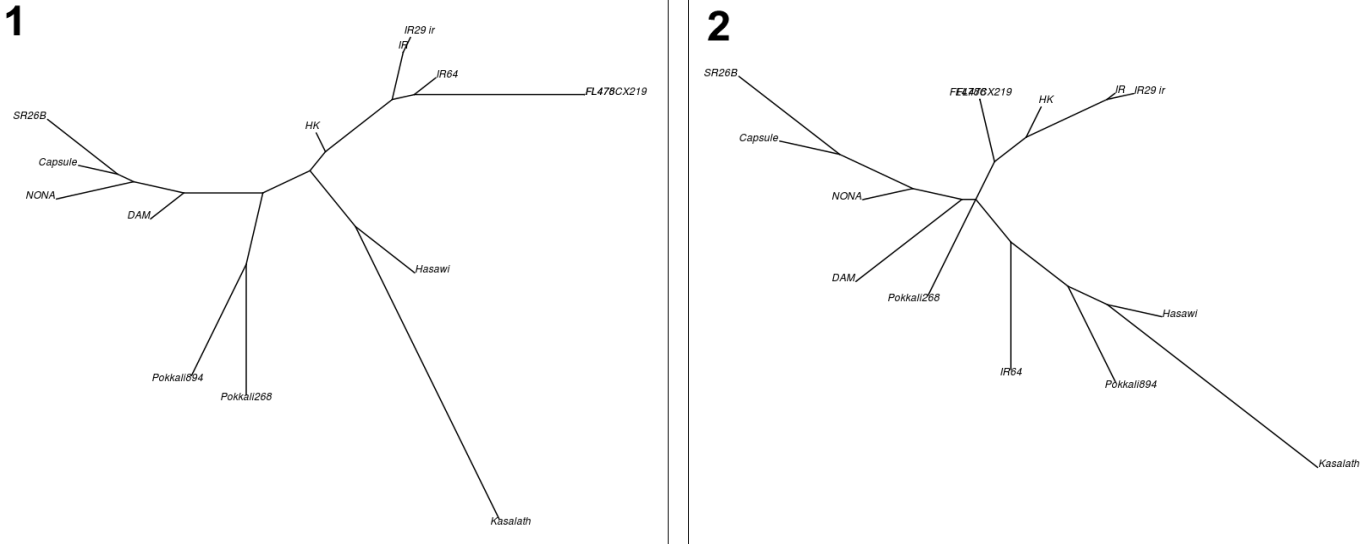 1
IR29 ir
IR
IR64
FL478CX219
SR26B
HK
Capsule
NONA
DAM
Hasawi
Pokkali894
Pokkali268
Kasalath
2
SR26B
CX219
HK
IR
IR29 ir
Capsule
NONA
DAM
Pokkali268
Hasawi
IR64
Pokkali894
Kasalath